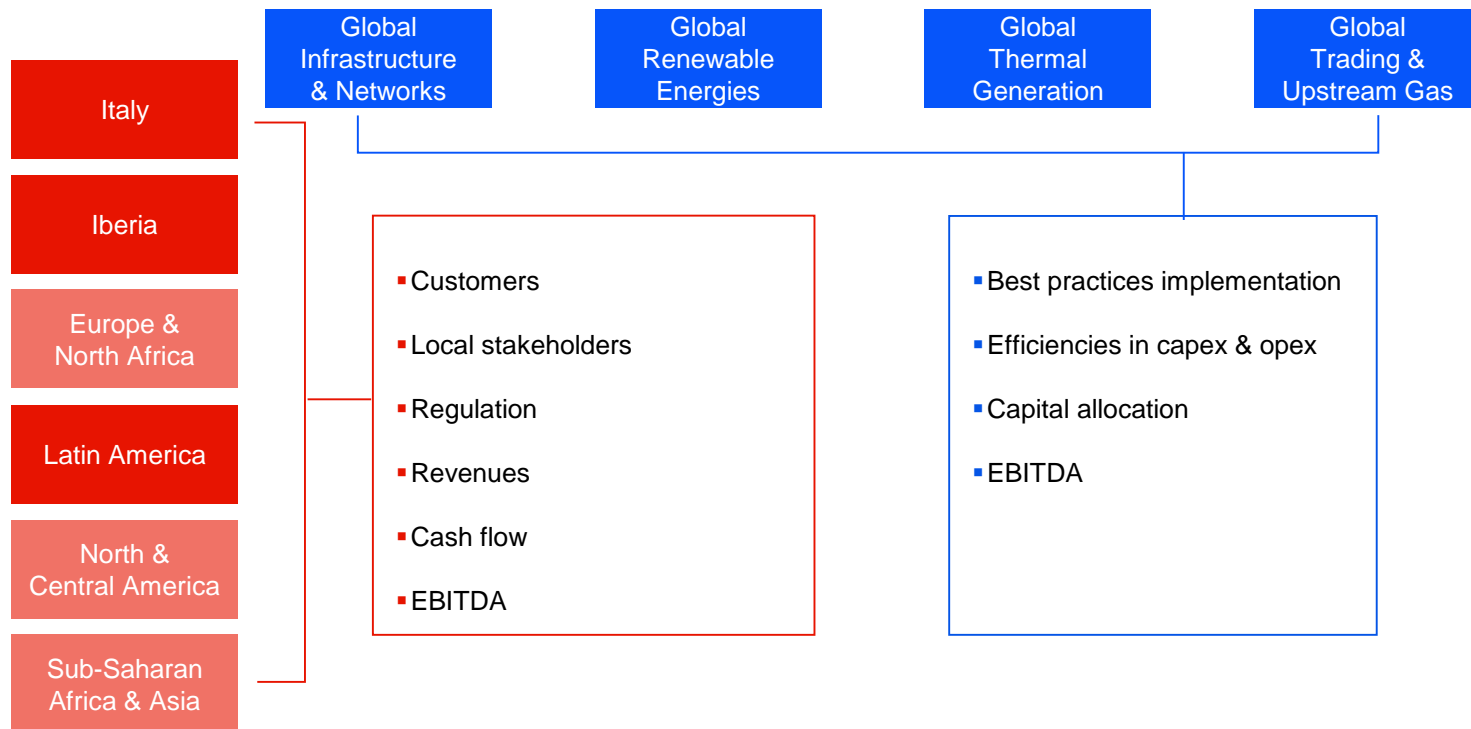 Global
Infrastructure
& Networks
Global
Renewable
Energies
Global
Thermal
Generation
Global
Trading &
Upstream Gas
Italy
Iberia
Europe &
North Africa
Latin America
North &
Central America
Sub-Saharan
Africa & Asia
▪Customers
▪Local stakeholders
▪Regulation
▪Revenues
▪Cash flow
▪EBITDA
▪Best practices implementation
▪Efficiencies in capex & opex
▪Capital allocation
▪EBITDA